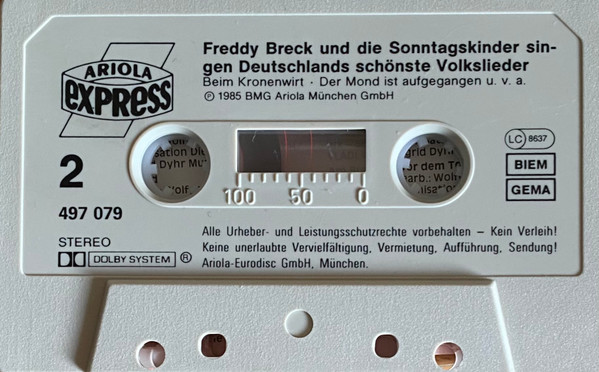 ARIOLA
EXPRESS
Freddy Breck und die Sonntagskinder sin-
gen Deutschlands schönste Volkslieder
Beim Kronenwirt · Der Mond ist aufgegangen u. v. a.
℗ 1985 BMG Ariola München GmbH
LC 8637
BIEM
GEMA
2
497 079
100 50 0
STEREO
DOLBY SYSTEM ®
Alle Urheber- und Leistungsschutzrechte vorbehalten – Kein Verleih!
Keine unerlaubte Vervielfältigung, Vermietung, Aufführung, Sendung!
Ariola-Eurodisc GmbH, München.